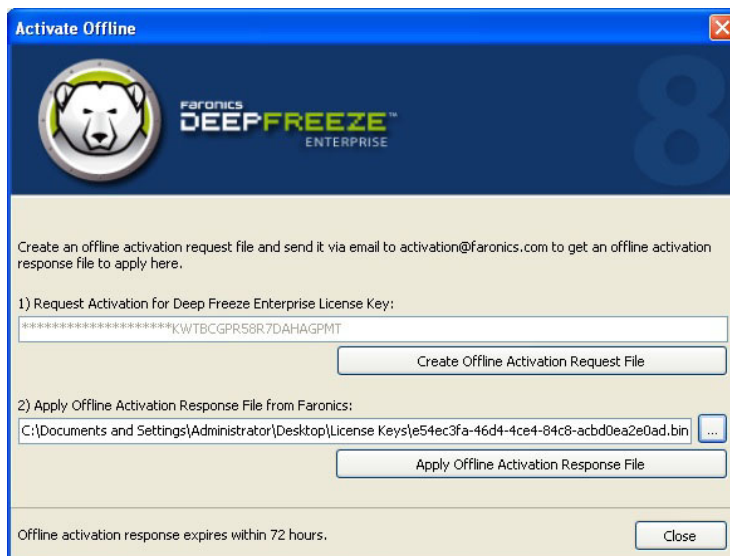 Activate Offline
FARONICS
DEEPFREEZE™
ENTERPRISE
8
Create an offline activation request file and send it via email to activation@faronics.com to get an offline activation
response file to apply here.
1) Request Activation for Deep Freeze Enterprise License Key:
********************KWTBCGPR58R7DAHAGPMT
Create Offline Activation Request File
2) Apply Offline Activation Response File from Faronics:
C:\Documents and Settings\Administrator\Desktop\License Keys\e54ec3fa-46d4-4ce4-84c8-acbd0ea2e0ad.bin
...
Apply Offline Activation Response File
Offline activation response expires within 72 hours.
Close